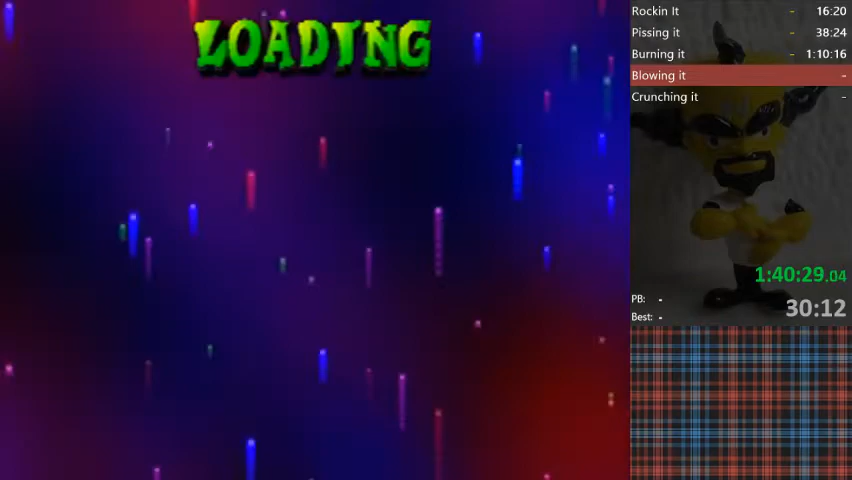 LOADING
Rockin It - 16:20
Pissing it - 38:24
Burning it - 1:10:16
Blowing it -
Crunching it -
1:40:29.04
PB: -
30:12
Best: -